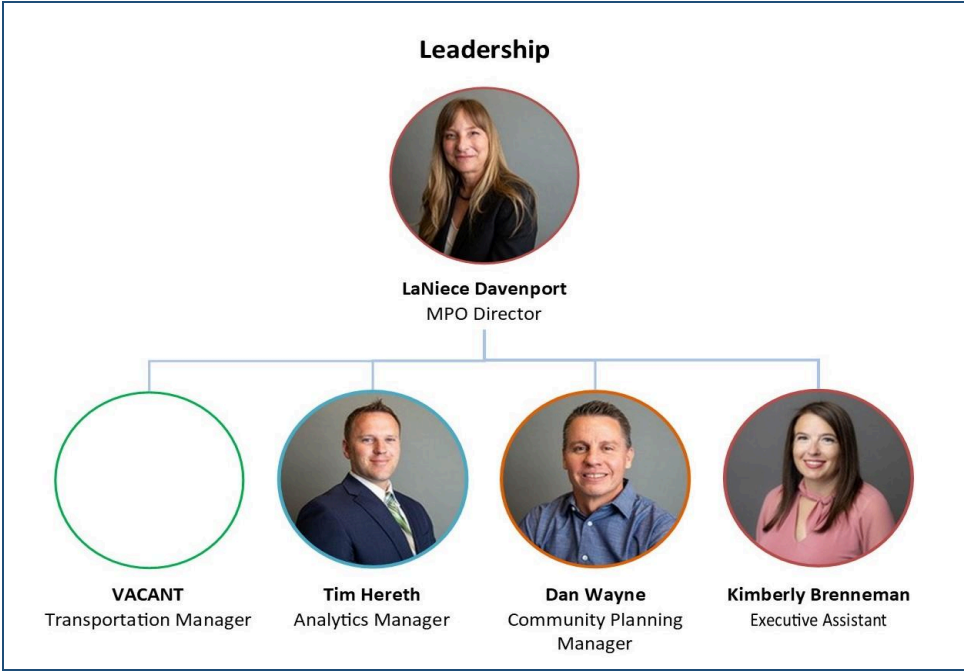 Leadership
LaNiece Davenport
MPO Director
VACANT
Transportation Manager
Tim Hereth
Analytics Manager
Dan Wayne
Community Planning
Manager
Kimberly Brenneman
Executive Assistant